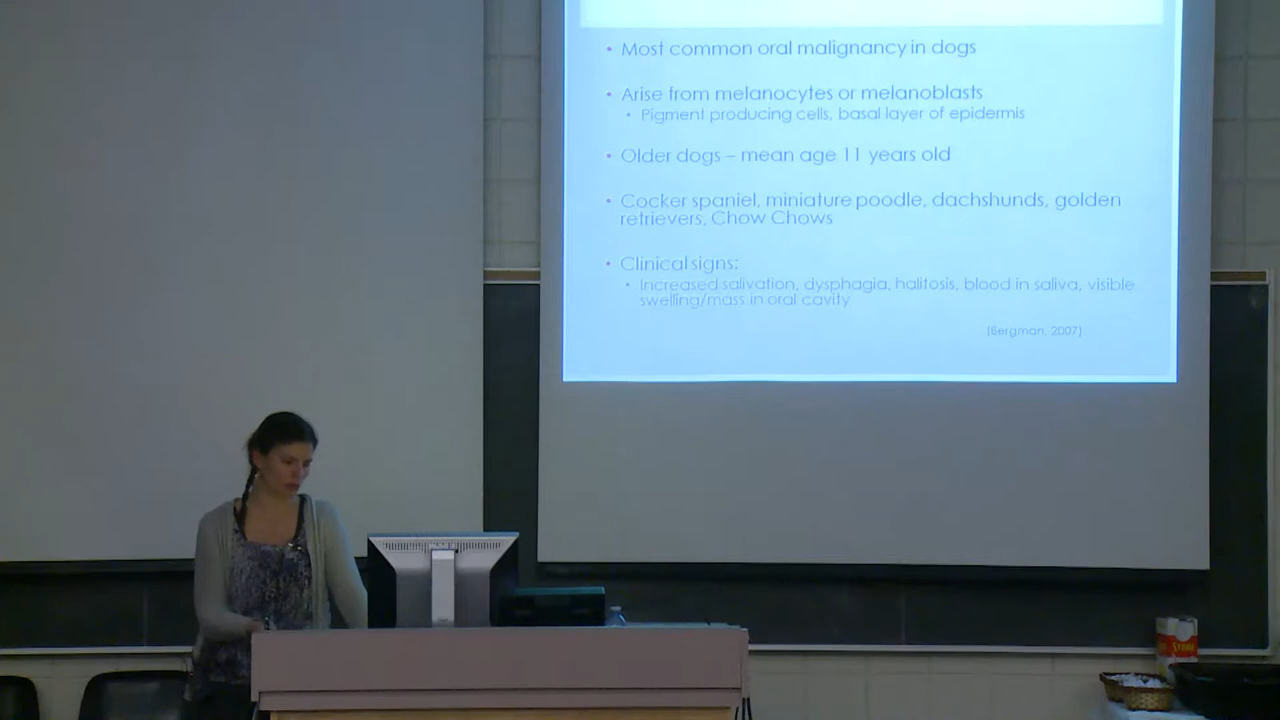 • Most common oral malignancy in dogs
• Arise from melanocytes or melanoblasts
• Pigment producing cells, basal layer of epidermis
• Older dogs – mean age 11 years old
• Cocker spaniel, miniature poodle, dachshunds, golden
retrievers, Chow Chows
• Clinical signs:
• Increased salivation, dysphagia, halitosis, blood in saliva, visible
swelling/mass in oral cavity
(Bergman, 2007)